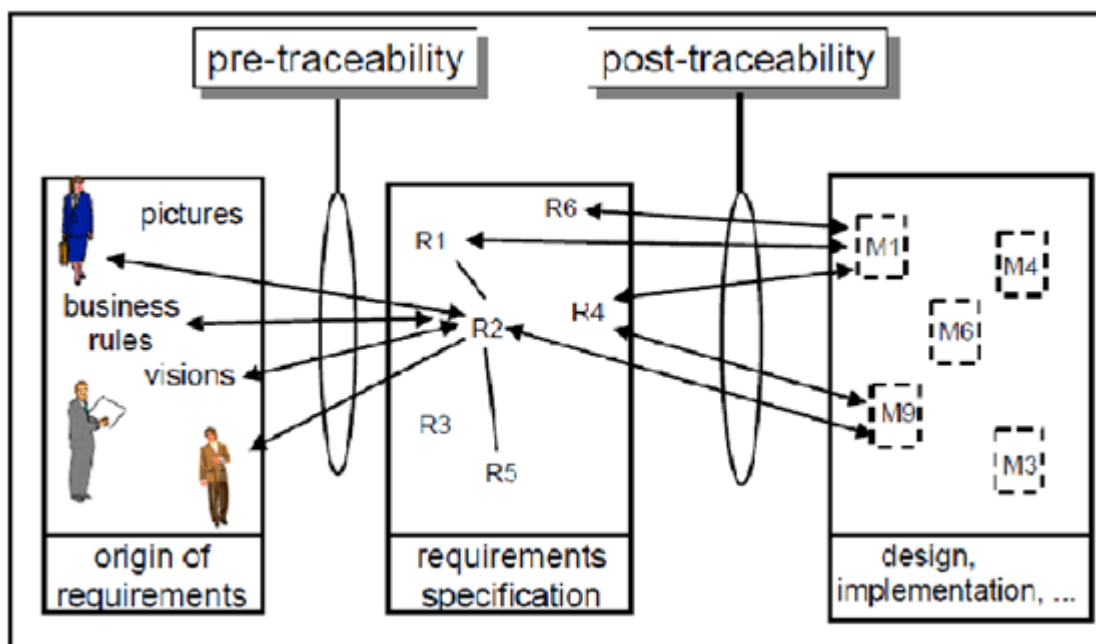 pre-traceability
post-traceability
pictures
business
rules
visions
R6
R1
R4
R2
R3
R5
M1
M4
M6
M9
M3
origin of
requirements
requirements
specification
design,
implementation, ...